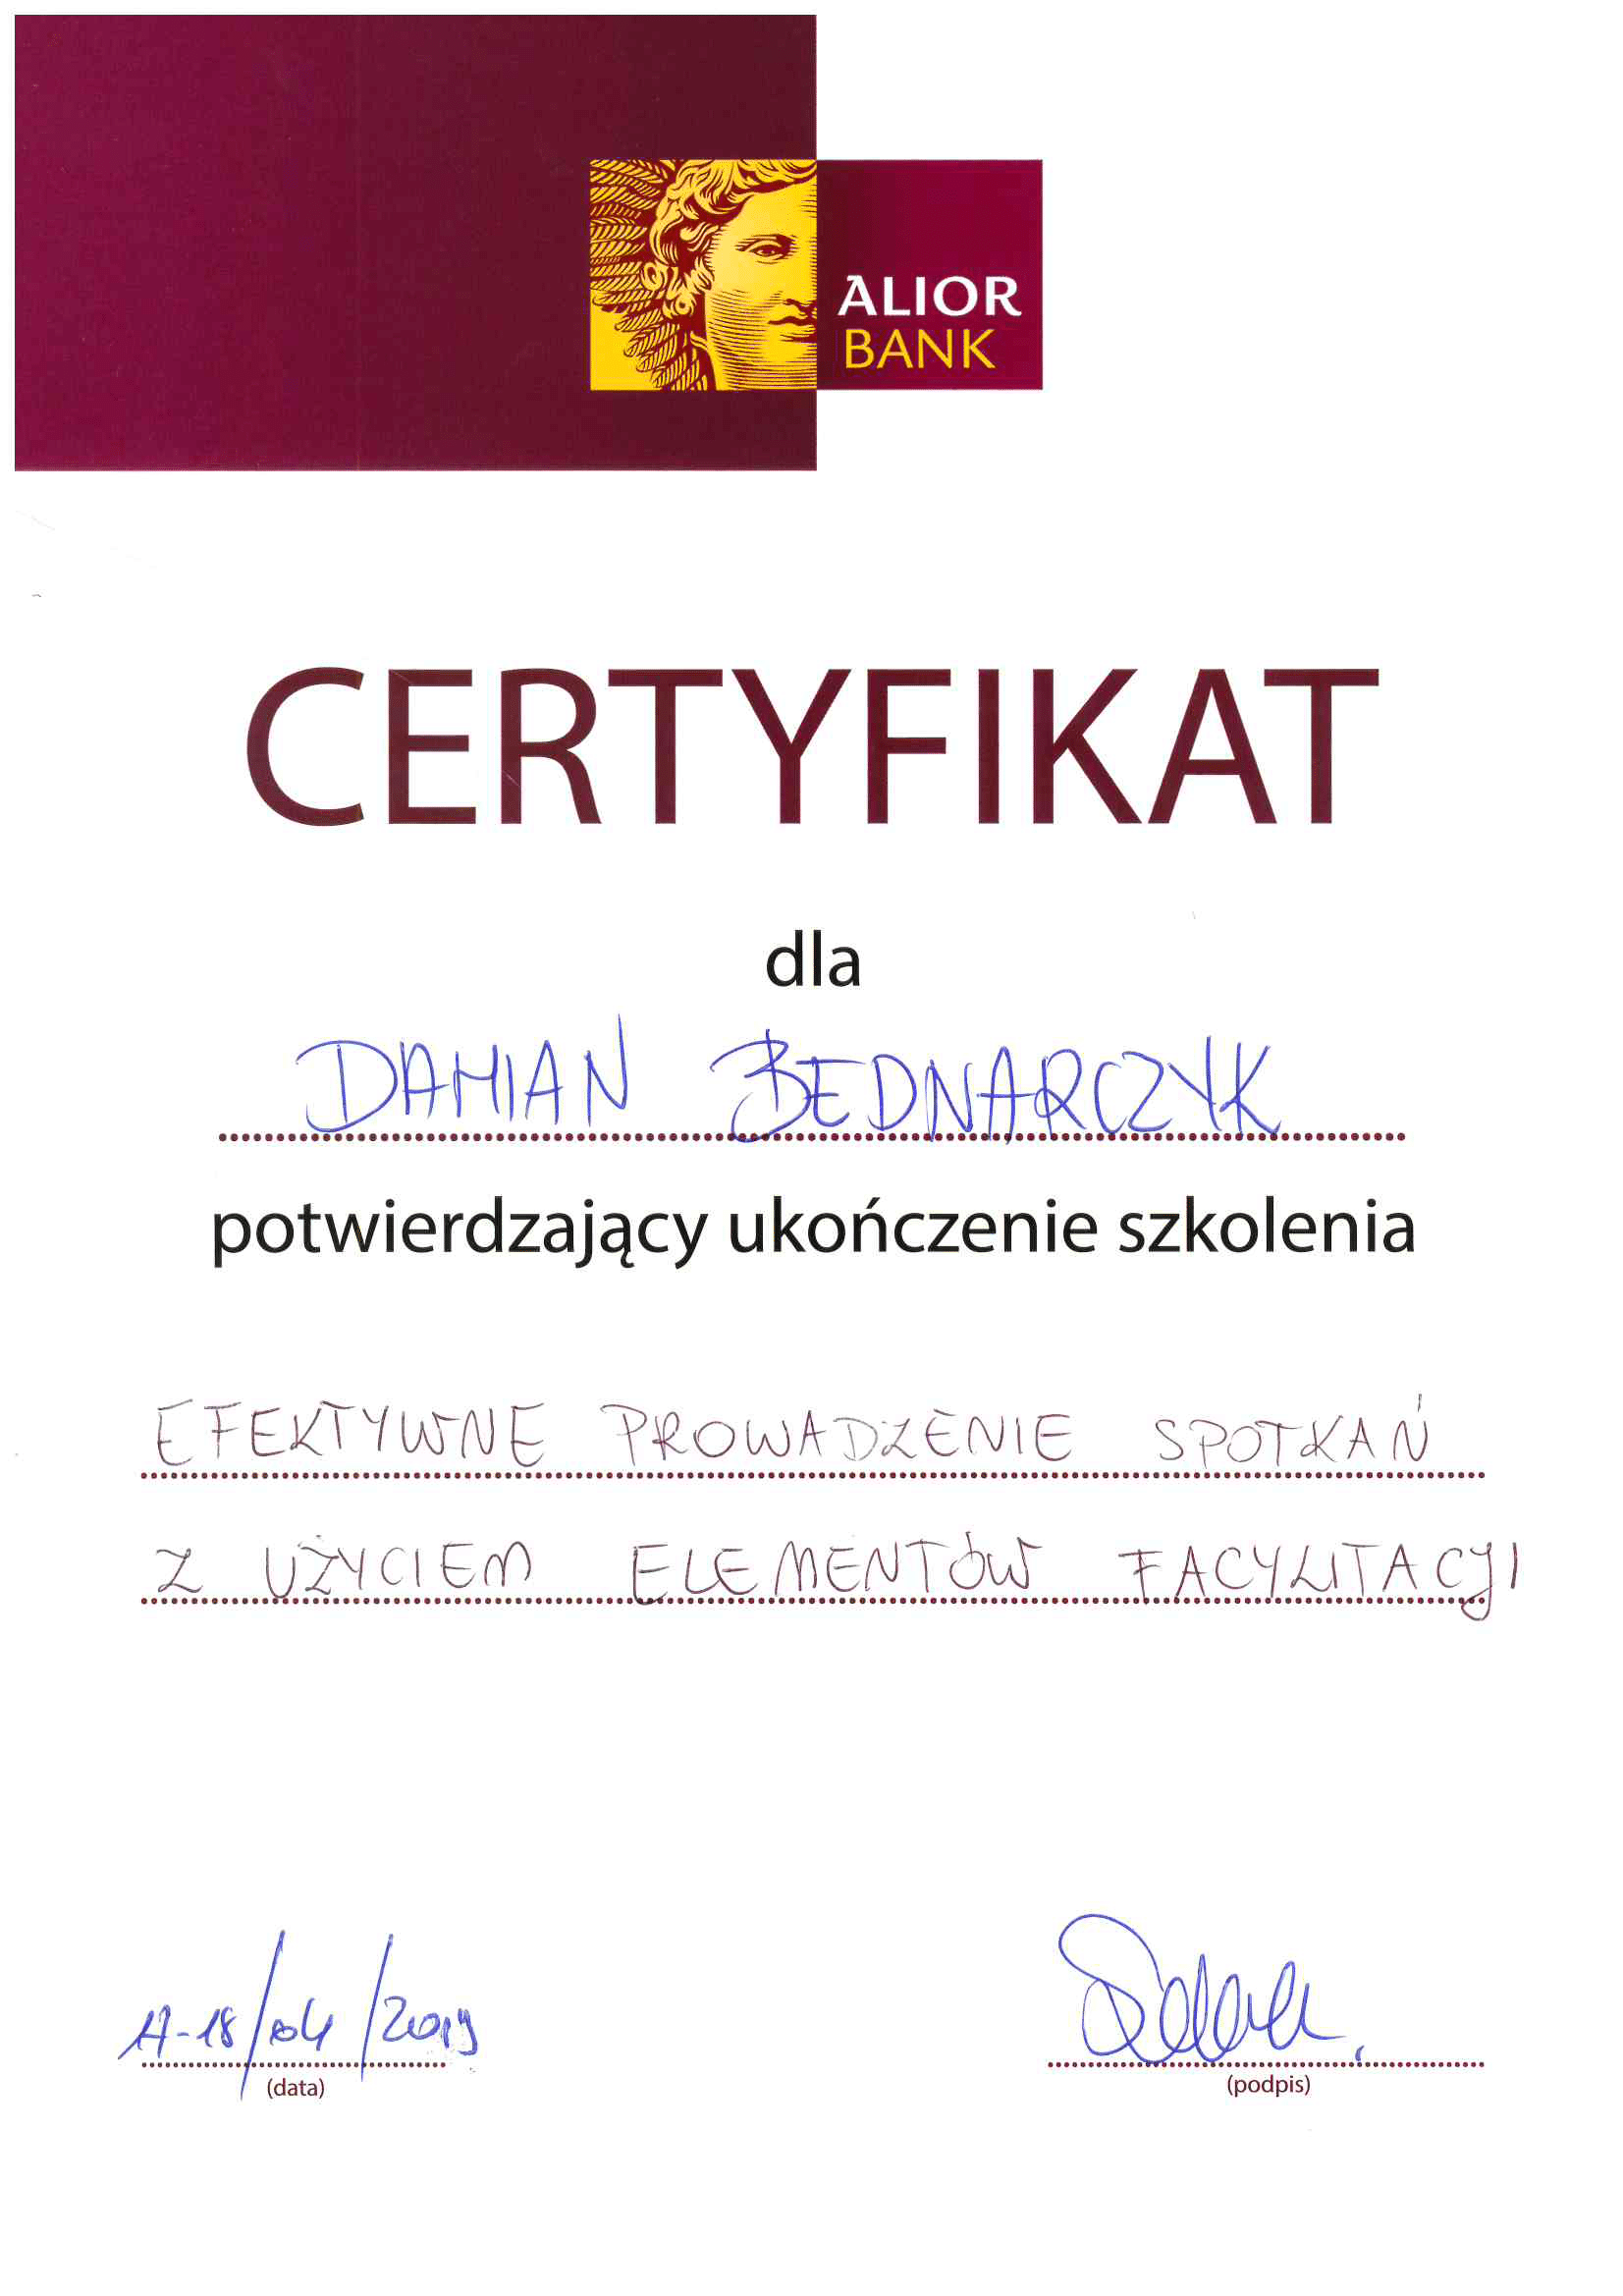 ALIOR
BANK
CERTYFIKAT
dla
DAMIAN BEDNARCZYK
potwierdzający ukończenie szkolenia
EFEKTYWNE PROWADZENIE SPOTKAŃ
Z UŻYCIEM ELEMENTÓW FACYLITACJI
17-18/04/2019
(data)
(podpis)